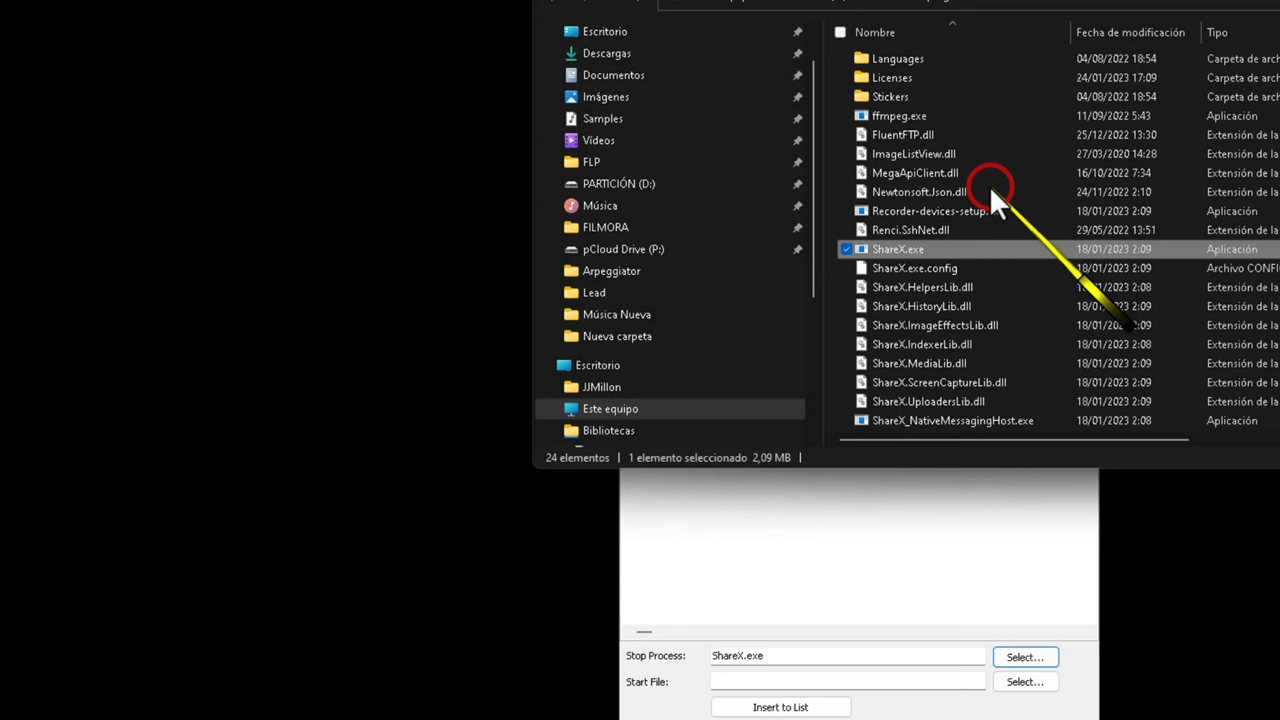 Escritorio
Descargas
Documentos
Imágenes
Samples
Vídeos
FLP
PARTICIÓN (D:)
Música
FILMORA
pCloud Drive (P:)
Arpeggiator
Lead
Música Nueva
Nueva carpeta
Escritorio
JJMillon
Este equipo
Bibliotecas
Nombre Fecha de modificación Tipo
Languages 04/08/2022 18:54 Carpeta de arc
Licenses 24/01/2023 17:09 Carpeta de arc
Stickers 04/08/2022 18:54 Carpeta de arc
ffmpeg.exe 11/09/2022 5:43 Aplicación
FluentFTP.dll 25/12/2022 13:30 Extensión de la
ImageListView.dll 27/03/2020 14:28 Extensión de la
MegaApiClient.dll 16/10/2022 7:34 Extensión de la
Newtonsoft.Json.dll 24/11/2022 2:10 Extensión de la
Recorder-devices-setup. 18/01/2023 2:09 Aplicación
Renci.SshNet.dll 29/05/2022 13:51 Extensión de la
ShareX.exe 18/01/2023 2:09 Aplicación
ShareX.exe.config 18/01/2023 2:09 Archivo CONFI
ShareX.HelpersLib.dll 18/01/2023 2:08 Extensión de la
ShareX.HistoryLib.dll 18/01/2023 2:09 Extensión de la
ShareX.ImageEffectsLib.dll 18/01/202 2:09 Extensión de la
ShareX.IndexerLib.dll 18/01/2023 2:08 Extensión de la
ShareX.MediaLib.dll 18/01/2023 2:09 Extensión de la
ShareX.ScreenCaptureLib.dll 18/01/2023 2:09 Extensión de la
ShareX.UploadersLib.dll 18/01/2023 2:09 Extensión de la
ShareX_NativeMessagingHost.exe 18/01/2023 2:08 Aplicación
24 elementos 1 elemento seleccionado 2,09 MB
Stop Process: ShareX.exe Select...
Start File: Select...
Insert to List